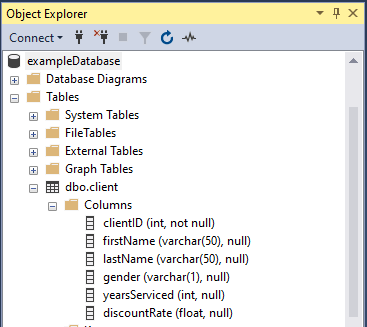 Object Explorer
Connect
exampleDatabase
Database Diagrams
Tables
System Tables
FileTables
External Tables
Graph Tables
dbo.client
Columns
clientID (int, not null)
firstName (varchar(50), null)
lastName (varchar(50), null)
gender (varchar(1), null)
yearsServiced (int, null)
discountRate (float, null)